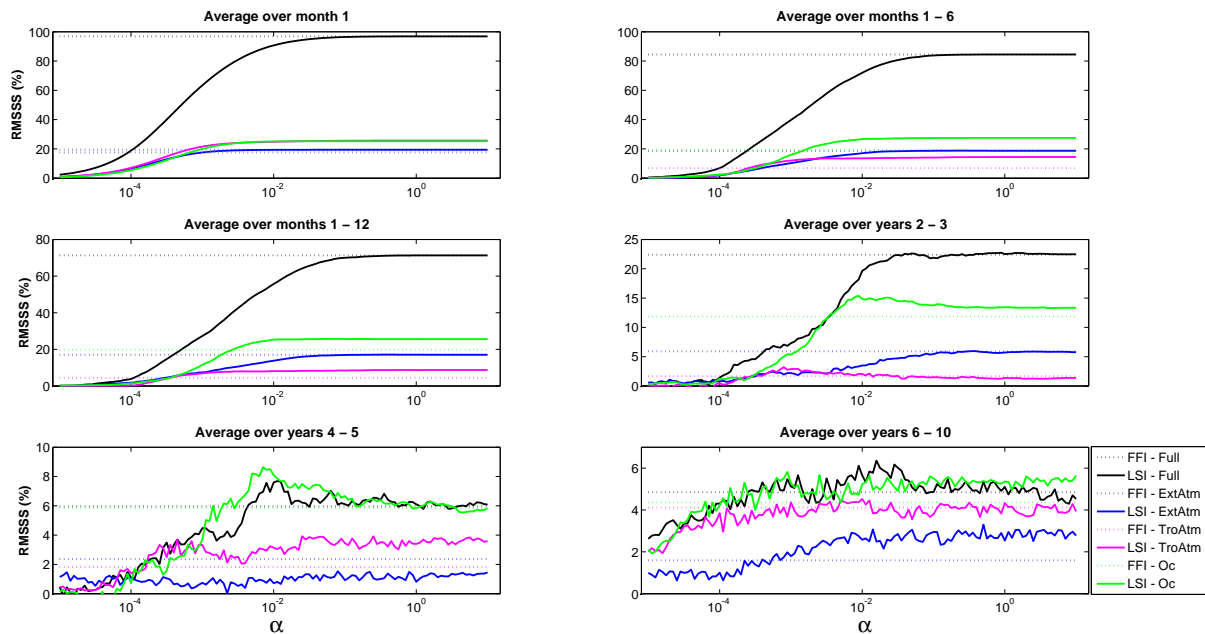 Average over month 1
RMSSS (%)
100
80
60
40
20
0
10^-4
10^-2
10^0
Average over months 1 – 6
100
80
60
40
20
0
10^-4
10^-2
10^0
Average over months 1 – 12
RMSSS (%)
80
60
40
20
0
10^-4
10^-2
10^0
Average over years 2 – 3
25
20
15
10
5
0
10^-4
10^-2
10^0
Average over years 4 – 5
RMSSS (%)
10
8
6
4
2
0
10^-4
10^-2
10^0
α
Average over years 6 – 10
6
4
2
0
10^-4
10^-2
10^0
α
FFI - Full
LSI - Full
FFI - ExtAtm
LSI - ExtAtm
FFI - TroAtm
LSI - TroAtm
FFI - Oc
LSI - Oc